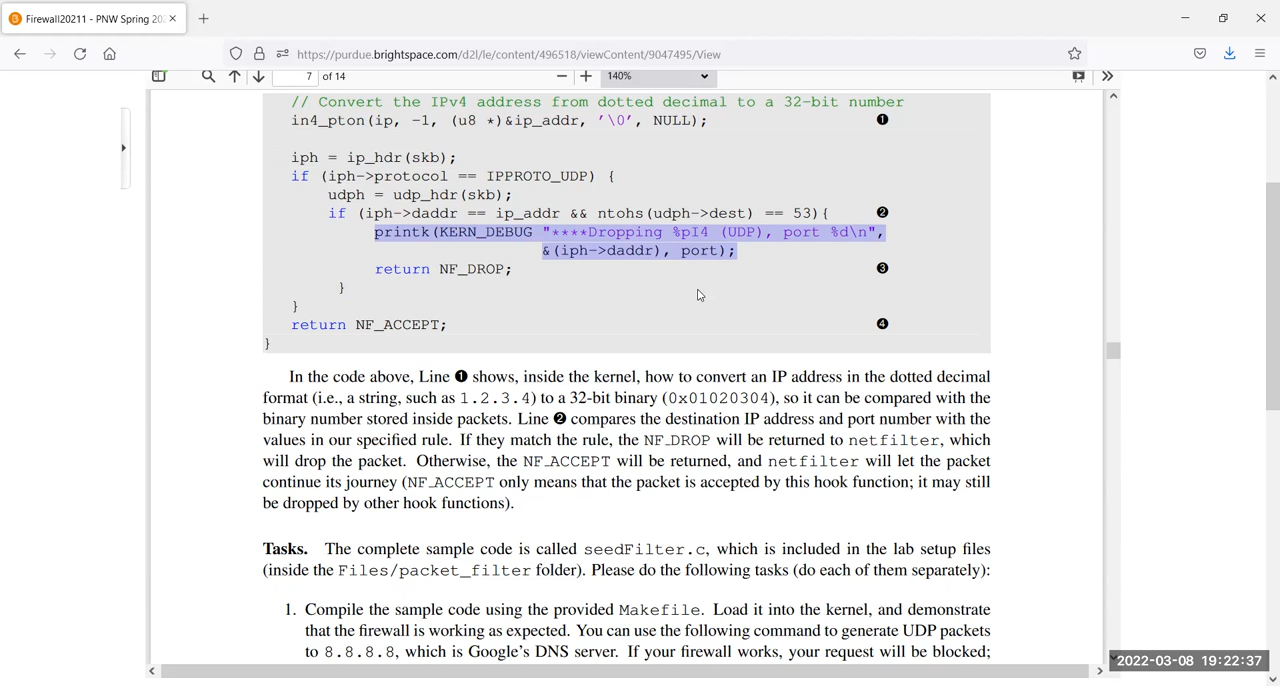 Firewall20211 - PNW Spring 202
https://purdue.brightspace.com/d2l/le/content/496518/viewContent/9047495/View
7 of 14
140%
// Convert the IPv4 address from dotted decimal to a 32-bit number
in4_pton(ip, -1, (u8 *)&ip_addr, '\0', NULL); ❶
iph = ip_hdr(skb);
if (iph->protocol == IPPROTO_UDP) {
udph = udp_hdr(skb);
if (iph->daddr == ip_addr && ntohs(udph->dest) == 53){ ❷
printk(KERN_DEBUG "****Dropping %pI4 (UDP), port %d\n",
&(iph->daddr), port);
return NF_DROP; ❸
}
}
return NF_ACCEPT; ❹
}
In the code above, Line ❶ shows, inside the kernel, how to convert an IP address in the dotted decimal
format (i.e., a string, such as 1.2.3.4) to a 32-bit binary (0x01020304), so it can be compared with the
binary number stored inside packets. Line ❷ compares the destination IP address and port number with the
values in our specified rule. If they match the rule, the NF_DROP will be returned to netfilter, which
will drop the packet. Otherwise, the NF_ACCEPT will be returned, and netfilter will let the packet
continue its journey (NF_ACCEPT only means that the packet is accepted by this hook function; it may still
be dropped by other hook functions).
Tasks. The complete sample code is called seedFilter.c, which is included in the lab setup files
(inside the Files/packet_filter folder). Please do the following tasks (do each of them separately):
1. Compile the sample code using the provided Makefile. Load it into the kernel, and demonstrate
that the firewall is working as expected. You can use the following command to generate UDP packets
to 8.8.8.8, which is Google's DNS server. If your firewall works, your request will be blocked;
2022-03-08 19:22:37